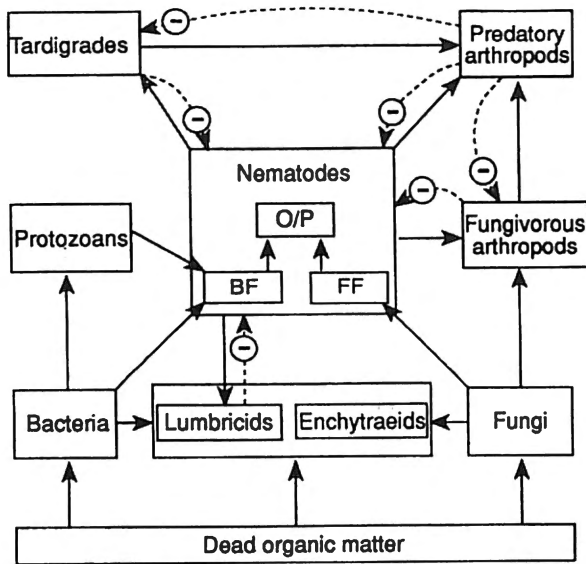 Tardigrades
Predatory
arthropods
Nematodes
O/P
BF
FF
Protozoans
Fungivorous
arthropods
Bacteria
Lumbricids
Enchytraeids
Fungi
Dead organic matter
−
−
−
−
−
−